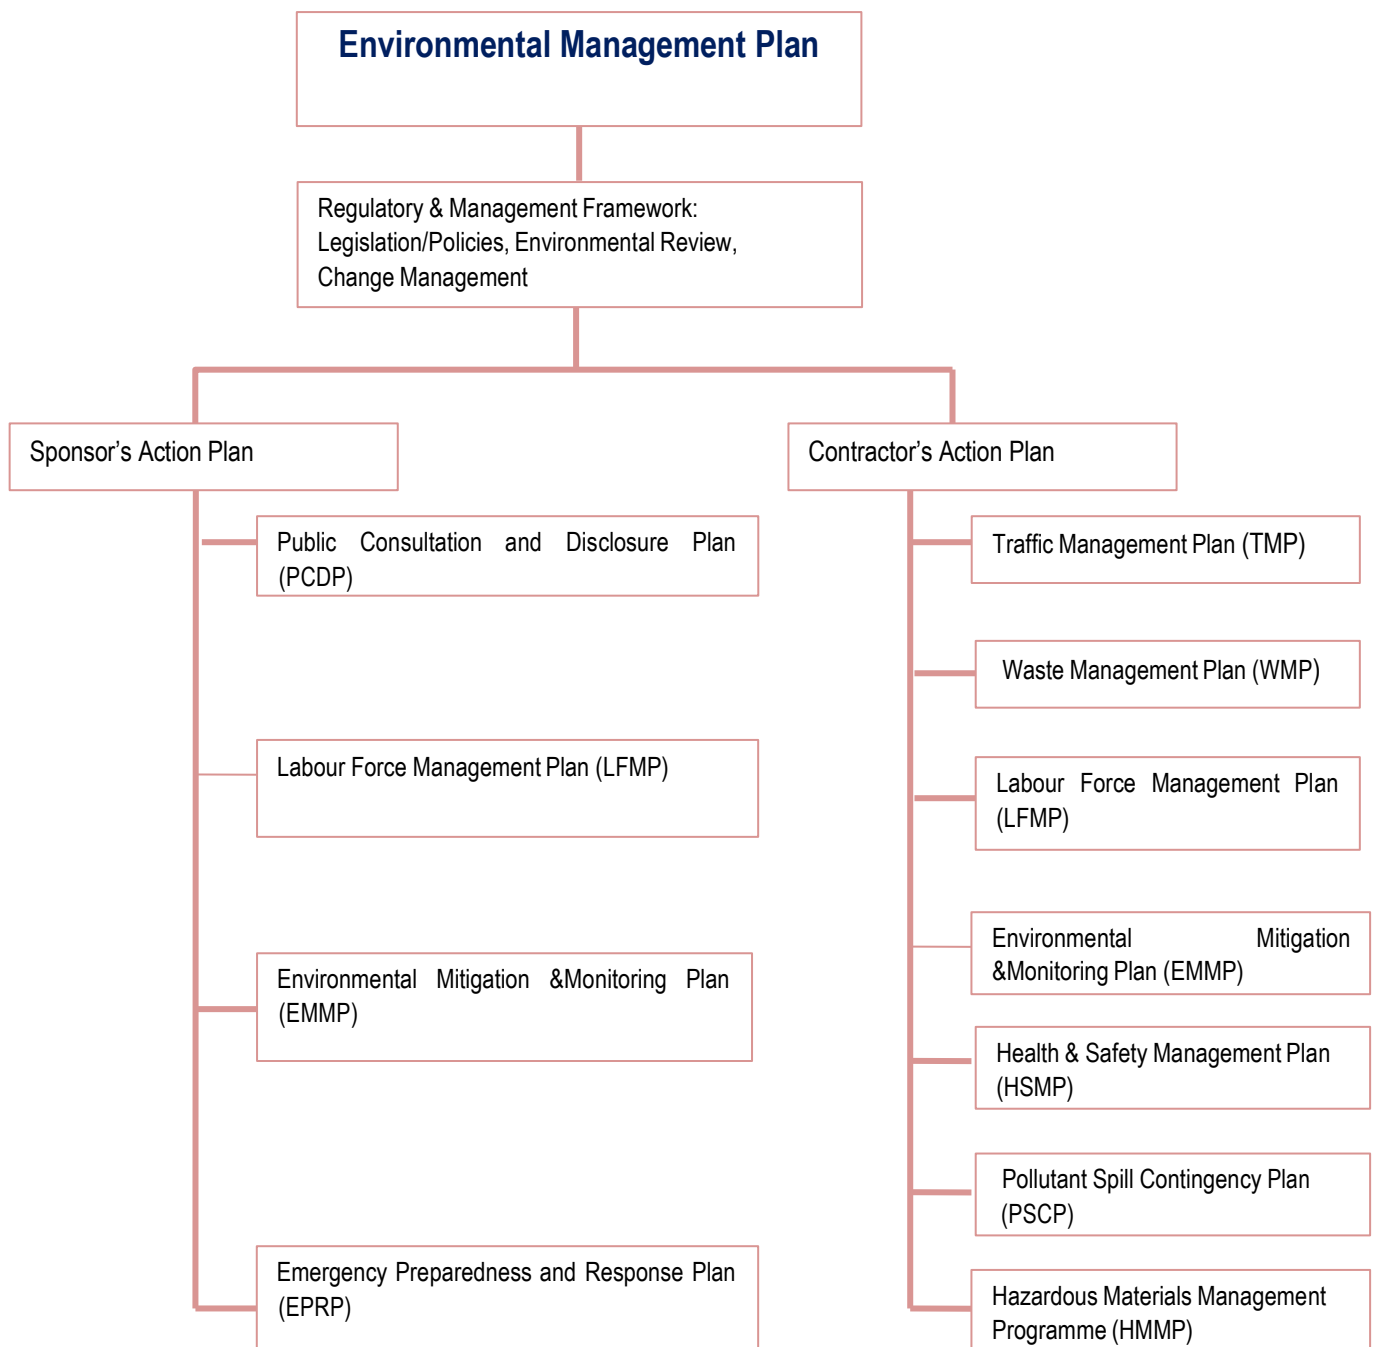 Environmental Management Plan
Regulatory & Management Framework:
Legislation/Policies, Environmental Review,
Change Management
Sponsor’s Action Plan
Public Consultation and Disclosure Plan
(PCDP)
Labour Force Management Plan (LFMP)
Environmental Mitigation &Monitoring Plan
(EMMP)
Emergency Preparedness and Response Plan
(EPRP)
Contractor’s Action Plan
Traffic Management Plan (TMP)
Waste Management Plan (WMP)
Labour Force Management Plan
(LFMP)
Environmental Mitigation
&Monitoring Plan (EMMP)
Health & Safety Management Plan
(HSMP)
Pollutant Spill Contingency Plan
(PSCP)
Hazardous Materials Management
Programme (HMMP)